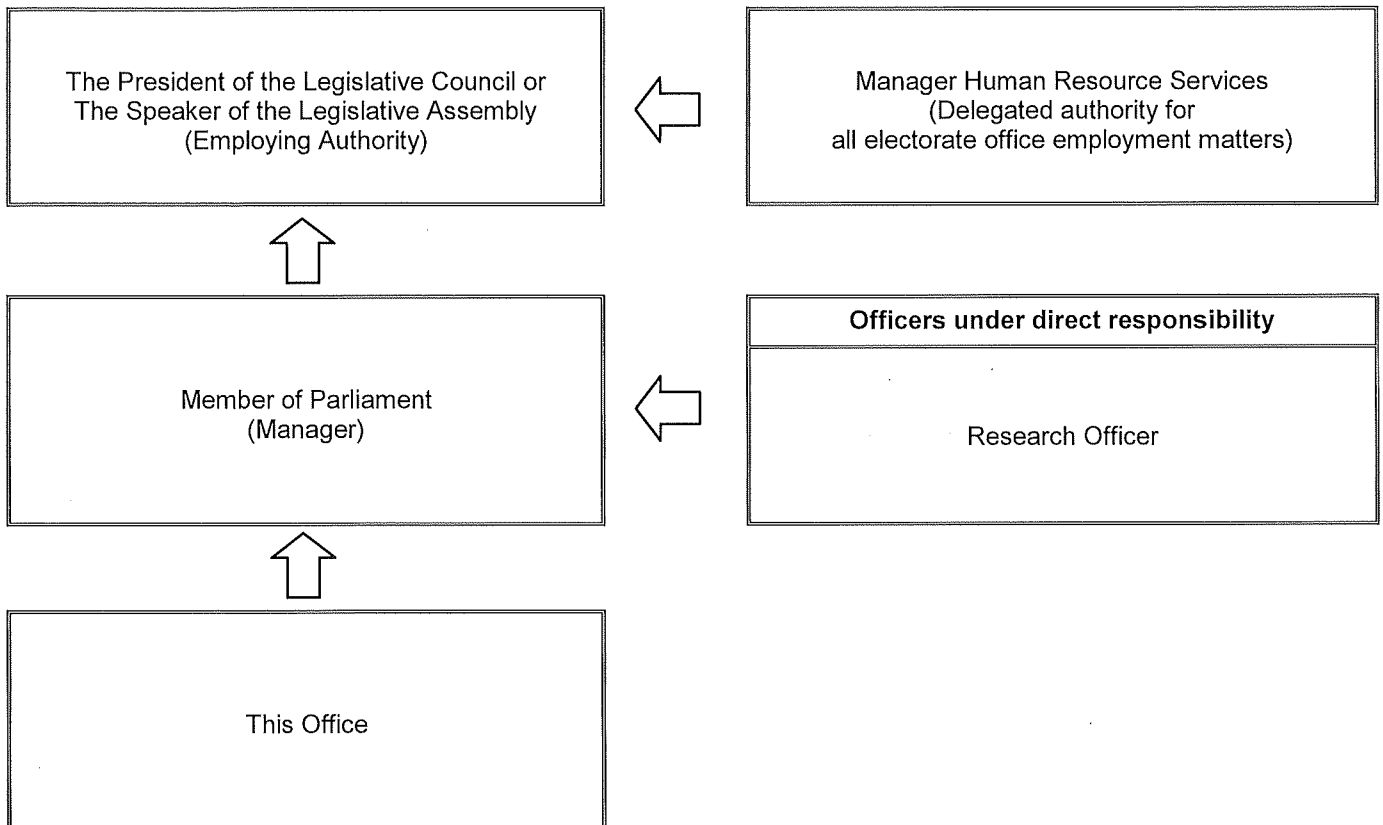 The President of the Legislative Council or
The Speaker of the Legislative Assembly
(Employing Authority)
Manager Human Resource Services
(Delegated authority for
all electorate office employment matters)
Member of Parliament
(Manager)
Officers under direct responsibility
Research Officer
This Office